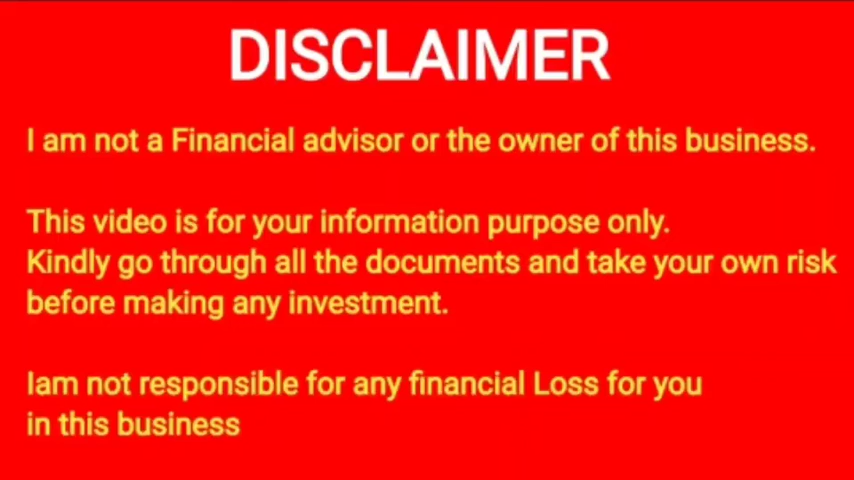 DISCLAIMER
I am not a Financial advisor or the owner of this business.
This video is for your information purpose only.
Kindly go through all the documents and take your own risk
before making any investment.
Iam not responsible for any financial Loss for you
in this business